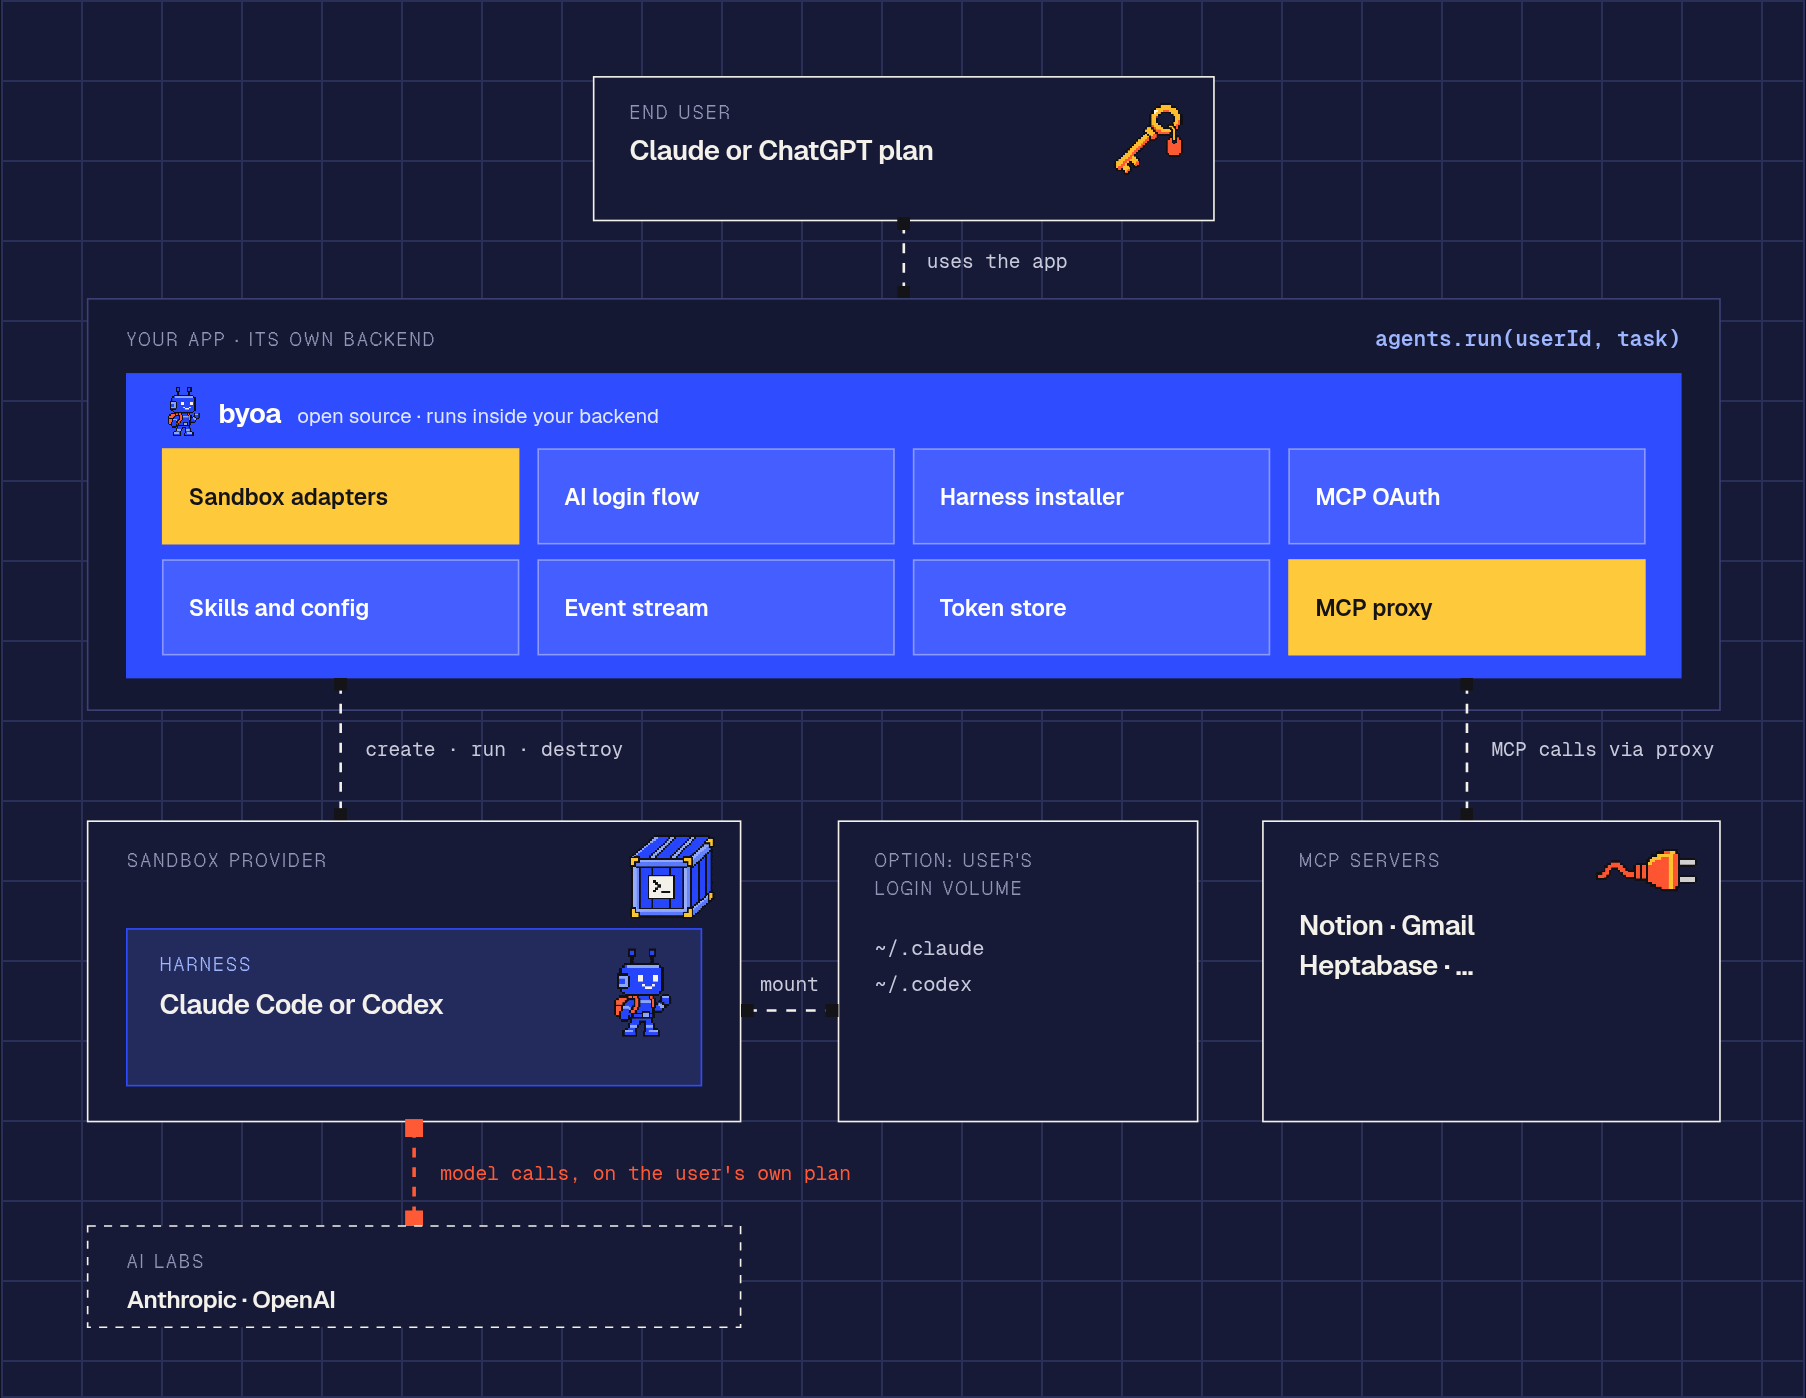 END USER
Claude or ChatGPT plan
uses the app
YOUR APP · ITS OWN BACKEND
agents.run(userId, task)
byoa open source · runs inside your backend
Sandbox adapters
AI login flow
Harness installer
MCP OAuth
Skills and config
Event stream
Token store
MCP proxy
create · run · destroy
MCP calls via proxy
SANDBOX PROVIDER
>_
HARNESS
Claude Code or Codex
mount
OPTION: USER'S
LOGIN VOLUME
~/.claude
~/.codex
MCP SERVERS
Notion · Gmail
Heptabase · ...
model calls, on the user's own plan
AI LABS
Anthropic · OpenAI